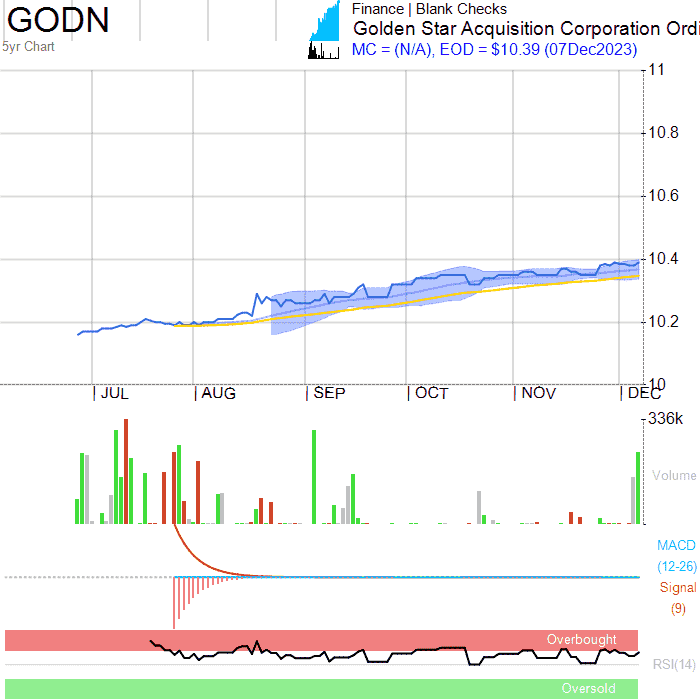 GODN
5yr Chart
Finance | Blank Checks
Golden Star Acquisition Corporation Ordi
MC = (N/A), EOD = $10.39 (07Dec2023)
11
10.8
10.6
10.4
10.2
10
JUL AUG SEP OCT NOV DEC
336k
Volume
MACD
(12-26)
Signal
(9)
Overbought
RSI(14)
Oversold